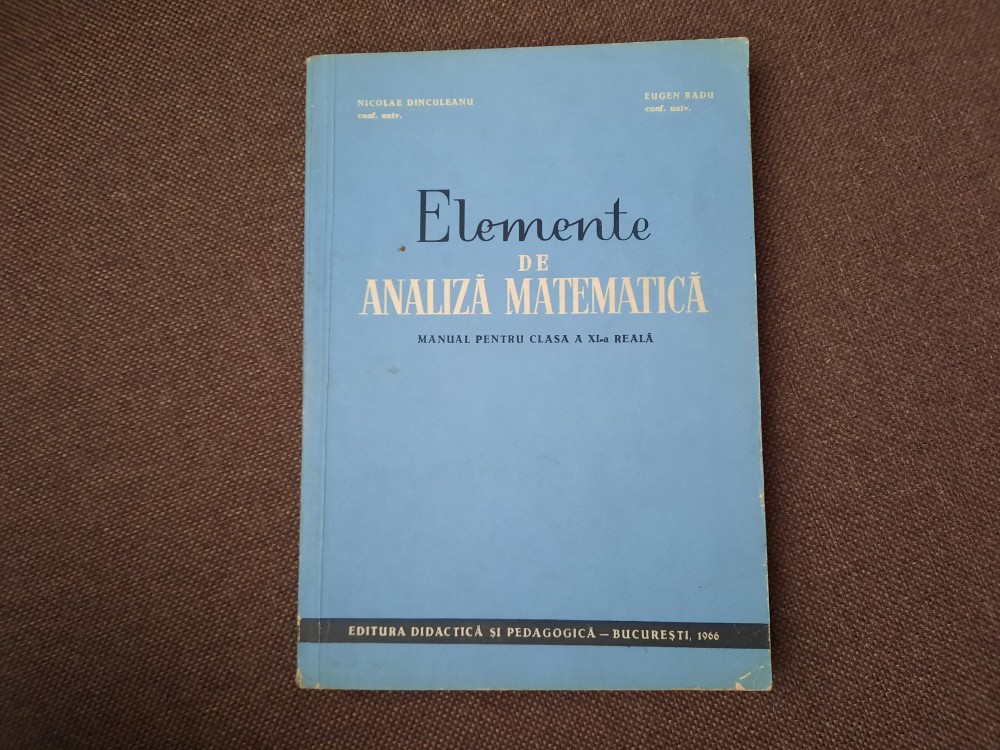 NICOLAE DINCULEANU
conf. univ.
EUGEN RADU
conf. univ.
Elemente
DE
ANALIZĂ MATEMATICĂ
MANUAL PENTRU CLASA A XI-a REALĂ
EDITURA DIDACTICĂ ȘI PEDAGOGICĂ — BUCUREȘTI, 1966